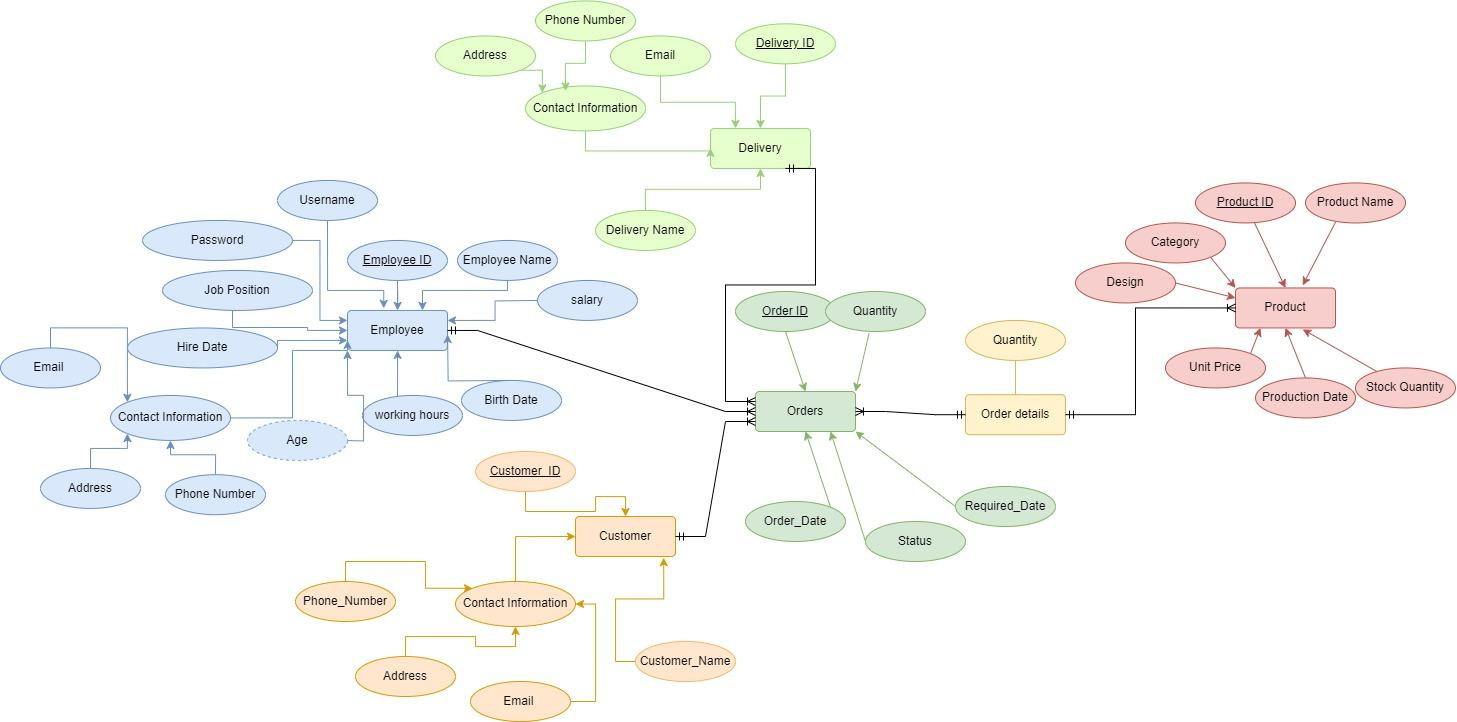 Phone Number
Address
Email
Delivery ID
Contact Information
Delivery
Delivery Name
Username
Password
Employee ID
Employee Name
Job Position
salary
Employee
Hire Date
Email
Contact Information
Age
working hours
Birth Date
Address
Phone Number
Product ID
Product Name
Category
Design
Product
Unit Price
Production Date
Stock Quantity
Order ID
Quantity
Quantity
Orders
Order details
Order_Date
Status
Required_Date
Customer_ID
Customer
Phone_Number
Contact Information
Address
Email
Customer_Name